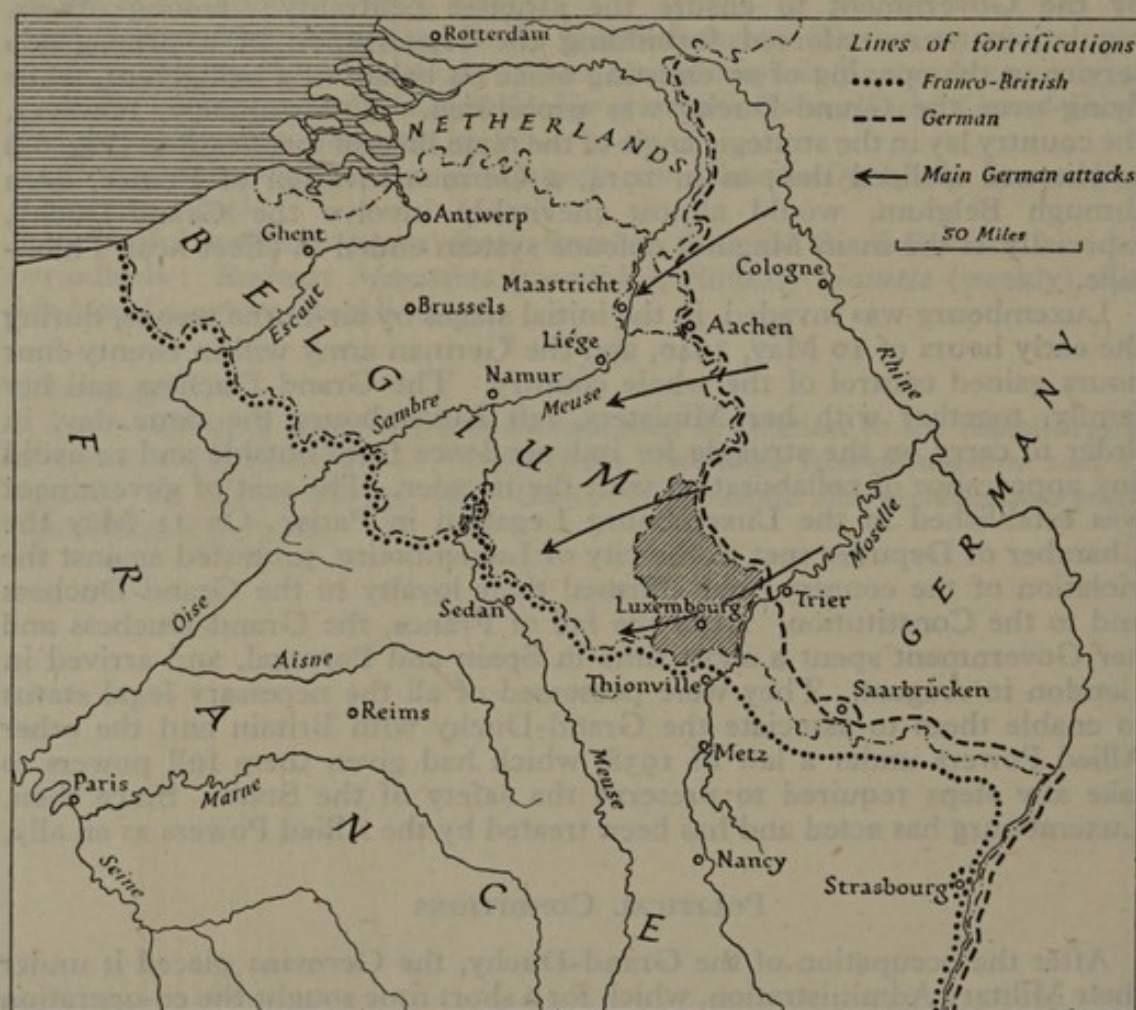 Rotterdam
Lines of fortifications
Franco-British
German
Main German attacks
50 Miles
NETHERLANDS
Antwerp
Ghent
BELGIUM
Escaut
Brussels
Maastricht
Cologne
Aachen
Liége
Namur
Meuse
Sambre
Rhine
GERMANY
Moselle
Sedan
Luxembourg
Trier
Oise
Aisne
Thionville
Saarbrücken
FRANCE
Reims
Metz
Paris
Marne
Meuse
Nancy
Seine
Strasbourg